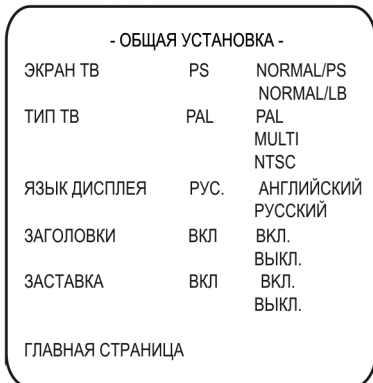 - ОБЩАЯ УСТАНОВКА -
ЭКРАН ТВ PS NORMAL/PS
NORMAL/LB
ТИП ТВ PAL PAL
MULTI
NTSC
ЯЗЫК ДИСПЛЕЯ РУС. АНГЛИЙСКИЙ
РУССКИЙ
ЗАГОЛОВКИ ВКЛ ВКЛ.
ВЫКЛ.
ЗАСТАВКА ВКЛ ВКЛ.
ВЫКЛ.
ГЛАВНАЯ СТРАНИЦА